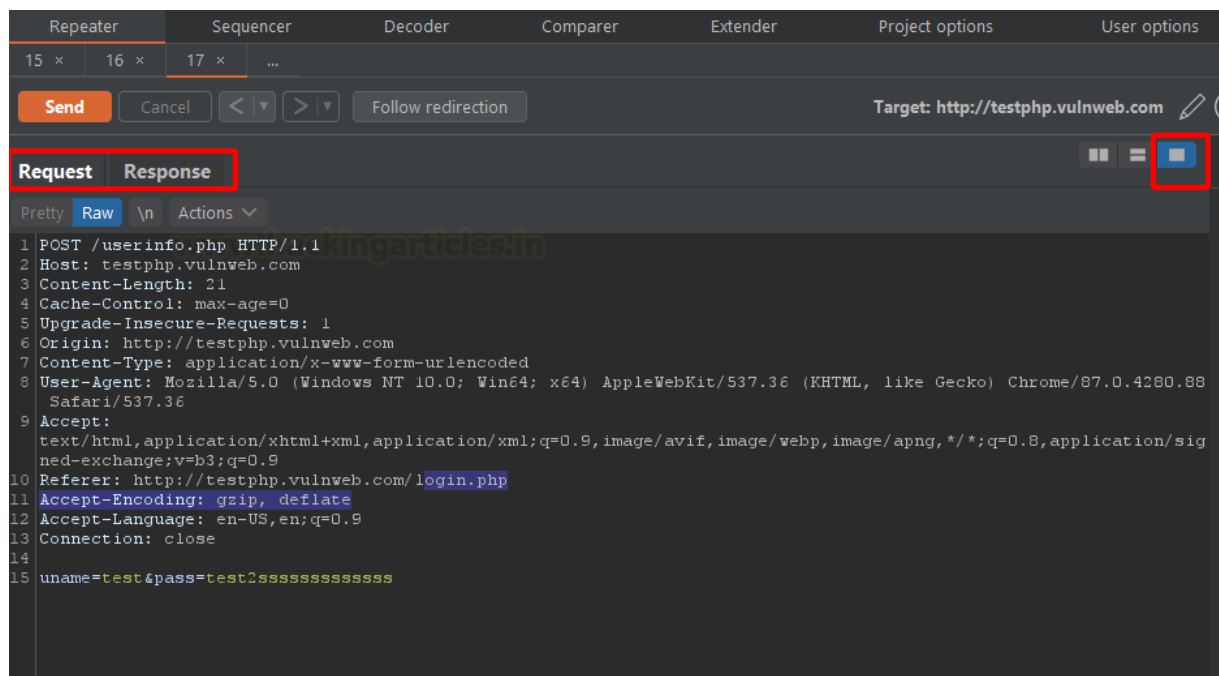 Repeater Sequencer Decoder Comparer Extender Project options User options
15 × 16 × 17 × ...
Send Cancel < > Follow redirection Target: http://testphp.vulnweb.com
Request Response
Pretty Raw \n Actions
1 POST /userinfo.php HTTP/1.1
2 Host: testphp.vulnweb.com
3 Content-Length: 21
4 Cache-Control: max-age=0
5 Upgrade-Insecure-Requests: 1
6 Origin: http://testphp.vulnweb.com
7 Content-Type: application/x-www-form-urlencoded
8 User-Agent: Mozilla/5.0 (Windows NT 10.0; Win64; x64) AppleWebKit/537.36 (KHTML, like Gecko) Chrome/87.0.4280.88
Safari/537.36
9 Accept:
text/html,application/xhtml+xml,application/xml;q=0.9,image/avif,image/webp,image/apng,*/*;q=0.8,application/sig
ned-exchange;v=b3;q=0.9
10 Referer: http://testphp.vulnweb.com/login.php
11 Accept-Encoding: gzip, deflate
12 Accept-Language: en-US,en;q=0.9
13 Connection: close
14
15 uname=test&pass=test2sssssssssssss